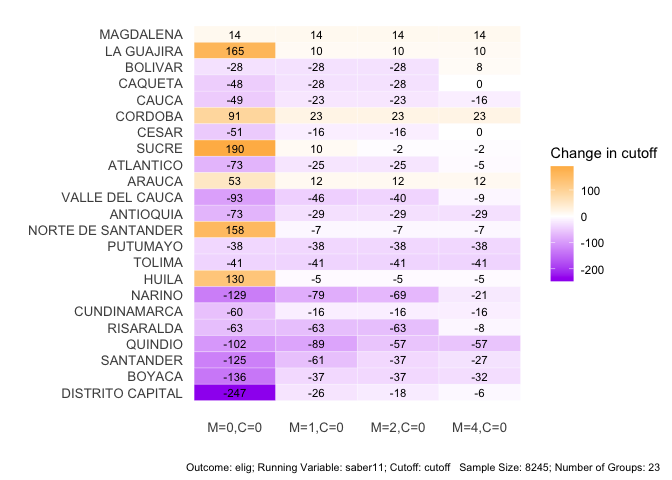 MAGDALENA 14 14 14 14
LA GUAJIRA 165 10 10 10
BOLIVAR -28 -28 -28 8
CAQUETA -48 -28 -28 0
CAUCA -49 -23 -23 -16
CORDOBA 91 23 23 23
CESAR -51 -16 -16 0
SUCRE 190 10 -2 -2
ATLANTICO -73 -25 -25 -5
ARAUCA 53 12 12 12
VALLE DEL CAUCA -93 -46 -40 -9
ANTIOQUIA -73 -29 -29 -29
NORTE DE SANTANDER 158 -7 -7 -7
PUTUMAYO -38 -38 -38 -38
TOLIMA -41 -41 -41 -41
HUILA 130 -5 -5 -5
NARINO -129 -79 -69 -21
CUNDINAMARCA -60 -16 -16 -16
RISARALDA -63 -63 -63 -8
QUINDIO -102 -89 -57 -57
SANTANDER -125 -61 -37 -27
BOYACA -136 -37 -37 -32
DISTRITO CAPITAL -247 -26 -18 -6
M=0,C=0 M=1,C=0 M=2,C=0 M=4,C=0
Change in cutoff
100
0
-100
-200
Outcome: elig; Running Variable: saber11; Cutoff: cutoff Sample Size: 8245; Number of Groups: 23